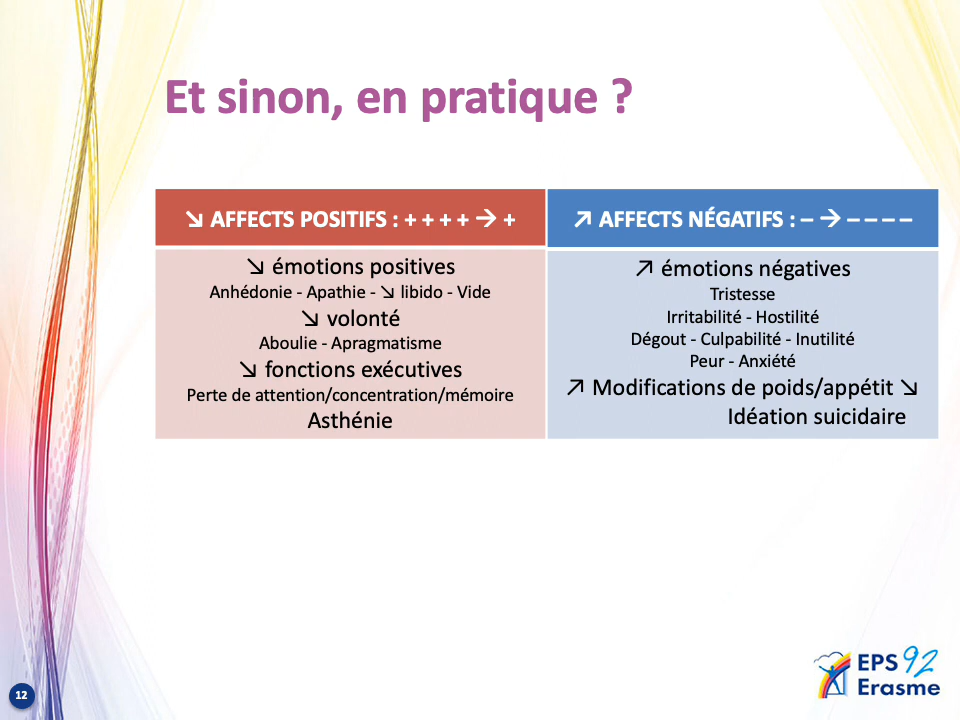 Et sinon, en pratique ?
↘ AFFECTS POSITIFS : + + + + → +
↘ émotions positives
Anhédonie - Apathie - ↘ libido - Vide
↘ volonté
Aboulie - Apragmatisme
↘ fonctions exécutives
Perte de attention/concentration/mémoire
Asthénie
↗ AFFECTS NÉGATIFS : – → – – – –
↗ émotions négatives
Tristesse
Irritabilité - Hostilité
Dégout - Culpabilité - Inutilité
Peur - Anxiété
↗ Modifications de poids/appétit ↘
Idéation suicidaire
12
EPS 92
Erasme